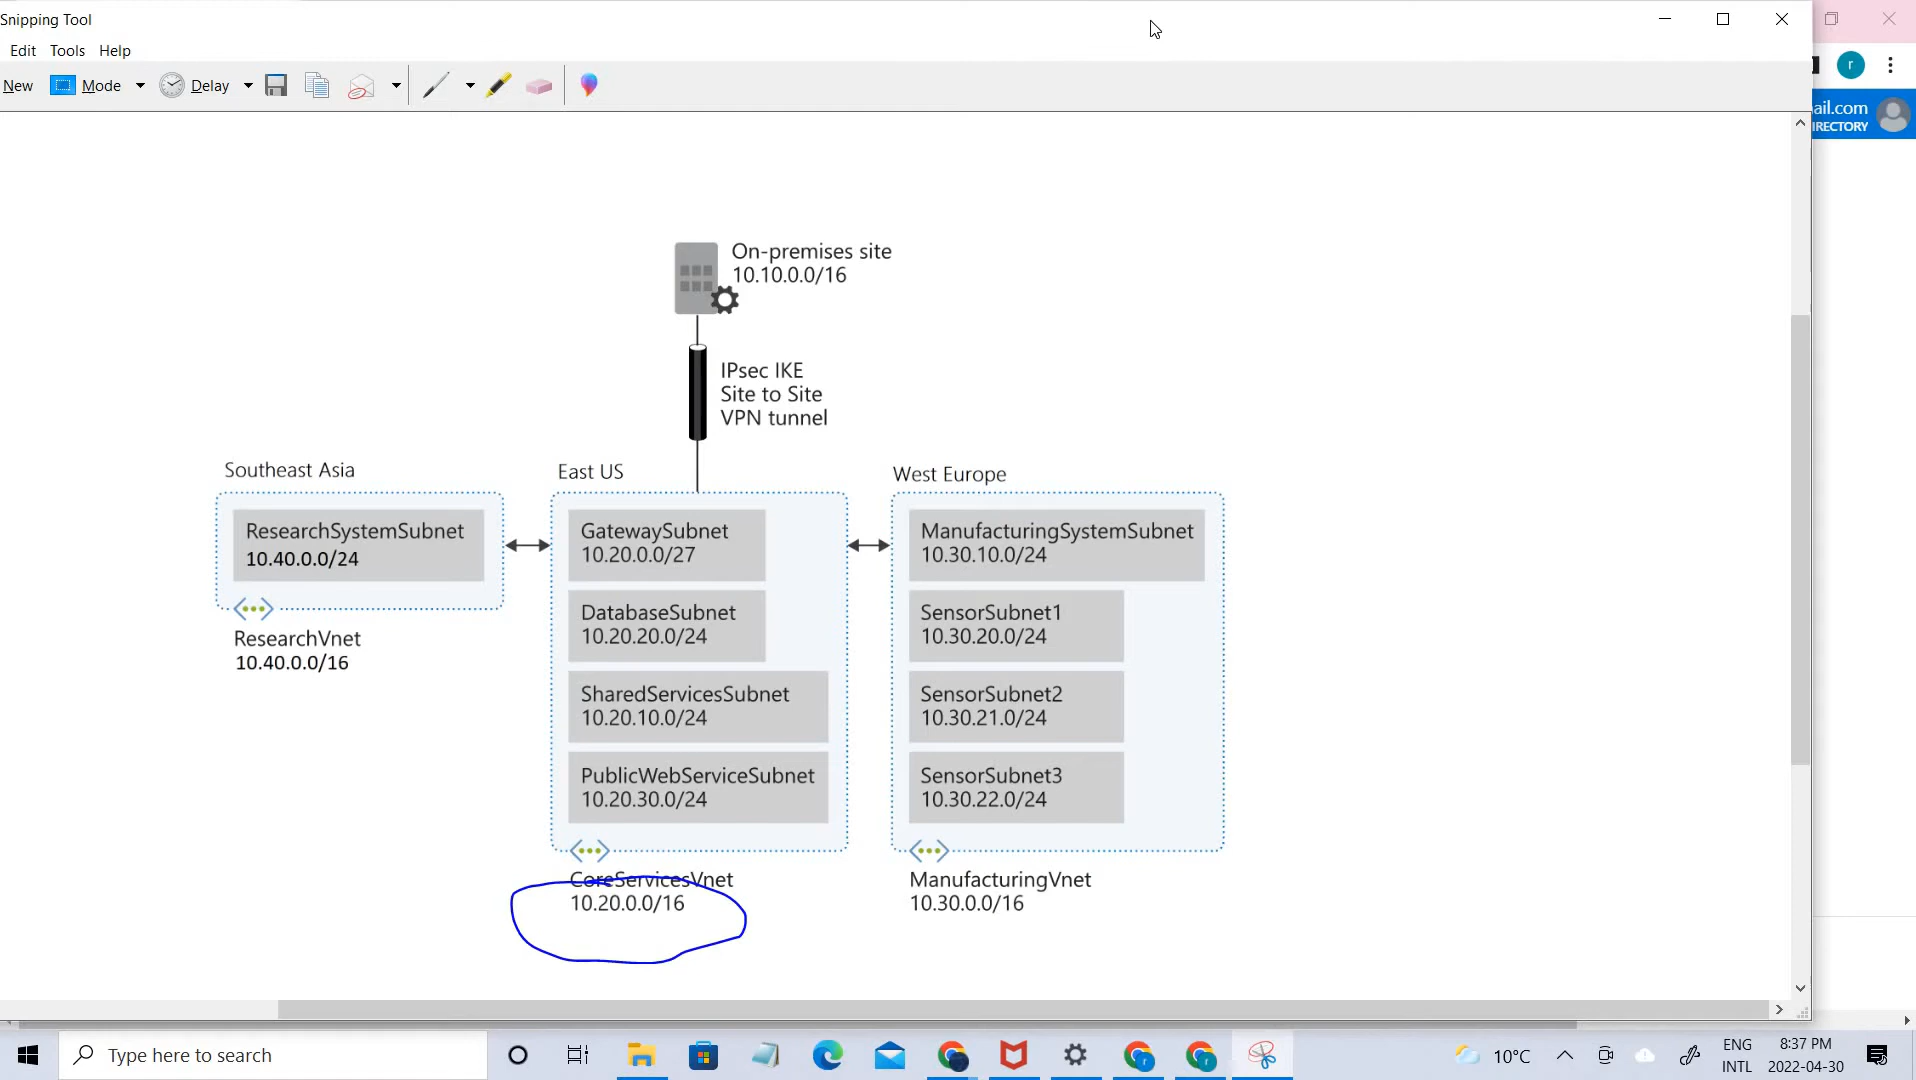 Snipping Tool
Edit Tools Help
New Mode Delay
r
ail.com
IRECTORY
On-premises site
10.10.0.0/16
IPsec IKE
Site to Site
VPN tunnel
Southeast Asia
ResearchSystemSubnet
10.40.0.0/24
ResearchVnet
10.40.0.0/16
East US
GatewaySubnet
10.20.0.0/27
DatabaseSubnet
10.20.20.0/24
SharedServicesSubnet
10.20.10.0/24
PublicWebServiceSubnet
10.20.30.0/24
CoreServicesVnet
10.20.0.0/16
West Europe
ManufacturingSystemSubnet
10.30.10.0/24
SensorSubnet1
10.30.20.0/24
SensorSubnet2
10.30.21.0/24
SensorSubnet3
10.30.22.0/24
ManufacturingVnet
10.30.0.0/16
Type here to search
r
r
10°C
ENG
INTL
8:37 PM
2022-04-30